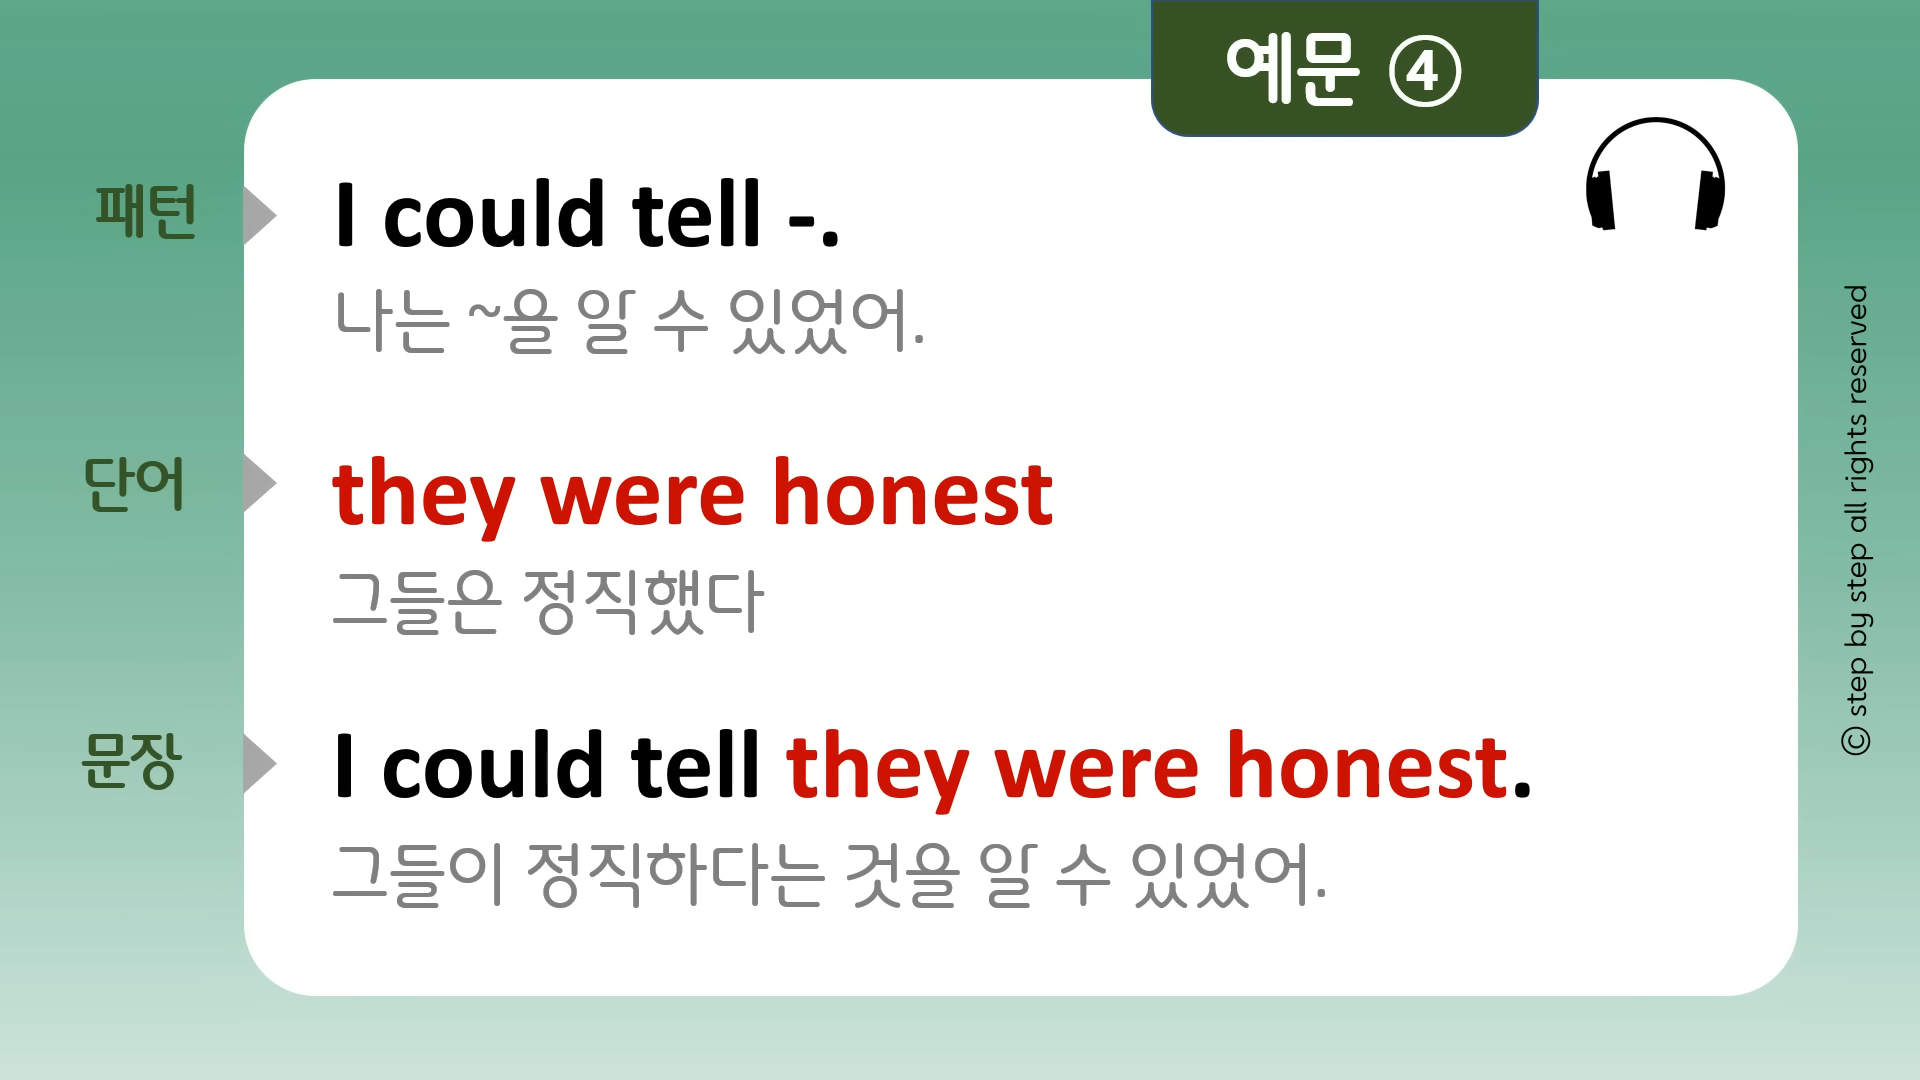 예문 ④
패턴
I could tell -.
나는 ~을 알 수 있었어.
단어
they were honest
그들은 정직했다
문장
I could tell they were honest.
그들이 정직하다는 것을 알 수 있었어.
© step by step all rights reserved